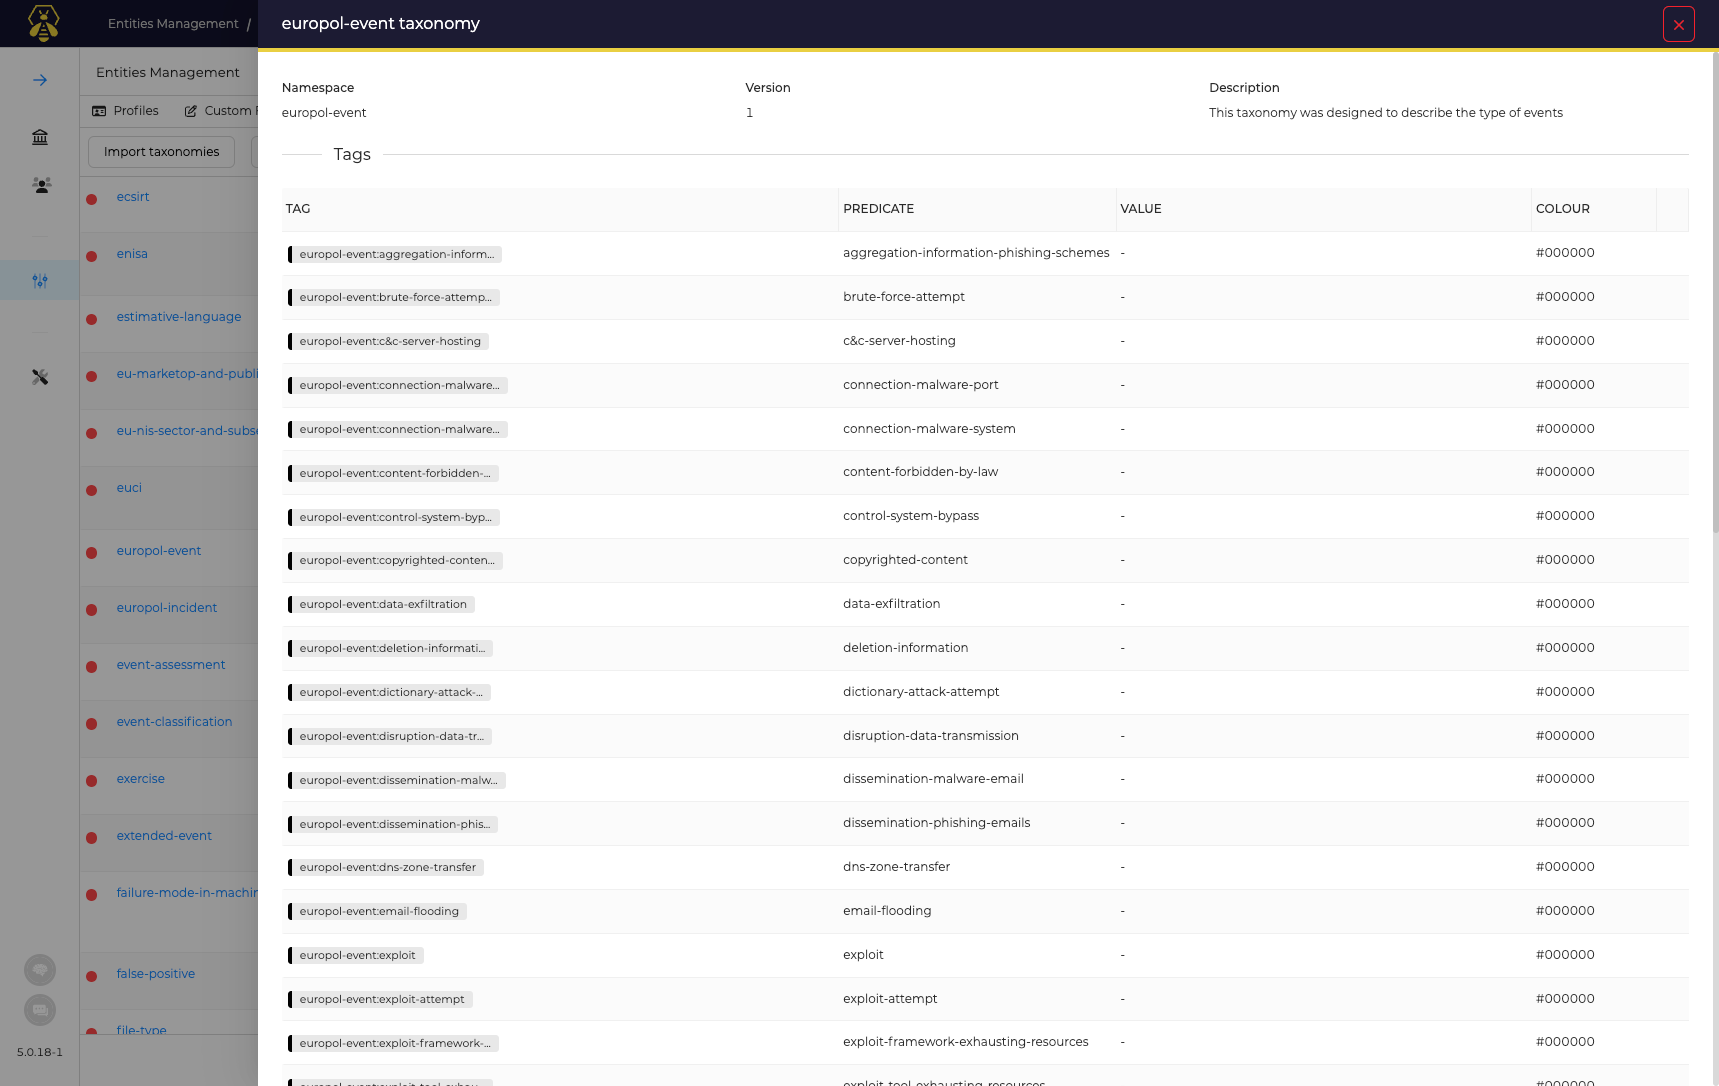 Entities Management /
europol-event taxonomy
Entities Management
Profiles
Custom F
Import taxonomies
ecsirt
enisa
estimative-language
eu-marketop-and-publi
eu-nis-sector-and-subse
euci
europol-event
europol-incident
event-assessment
event-classification
exercise
extended-event
failure-mode-in-machin
false-positive
file-type
5.0.18-1
Namespace Version Description
europol-event 1 This taxonomy was designed to describe the type of events
Tags
TAG PREDICATE VALUE COLOUR
europol-event:aggregation-inform... aggregation-information-phishing-schemes - #000000
europol-event:brute-force-attemp... brute-force-attempt - #000000
europol-event:c&c-server-hosting c&c-server-hosting - #000000
europol-event:connection-malware... connection-malware-port - #000000
europol-event:connection-malware... connection-malware-system - #000000
europol-event:content-forbidden-... content-forbidden-by-law - #000000
europol-event:control-system-byp... control-system-bypass - #000000
europol-event:copyrighted-conten... copyrighted-content - #000000
europol-event:data-exfiltration data-exfiltration - #000000
europol-event:deletion-informati... deletion-information - #000000
europol-event:dictionary-attack-... dictionary-attack-attempt - #000000
europol-event:disruption-data-tr... disruption-data-transmission - #000000
europol-event:dissemination-malw... dissemination-malware-email - #000000
europol-event:dissemination-phis... dissemination-phishing-emails - #000000
europol-event:dns-zone-transfer dns-zone-transfer - #000000
europol-event:email-flooding email-flooding - #000000
europol-event:exploit exploit - #000000
europol-event:exploit-attempt exploit-attempt - #000000
europol-event:exploit-framework-... exploit-framework-exhausting-resources - #000000
europol-event:exploit-tool-exhau... exploit-tool-exhausting-resources